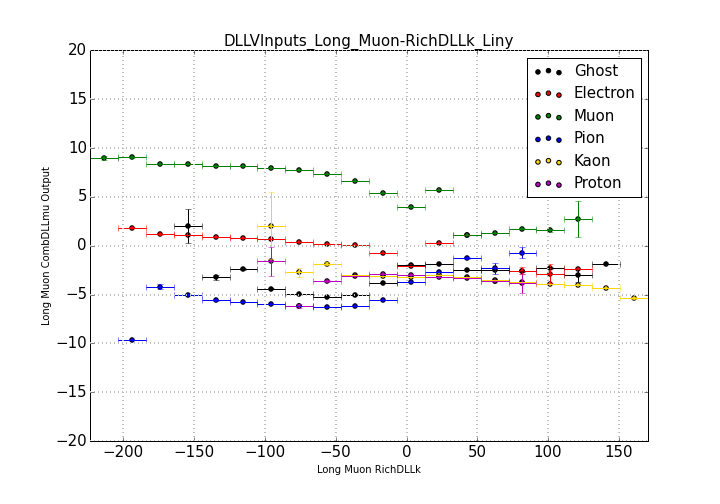 DLLVInputs_Long_Muon-RichDLLk_Liny
20
15
10
5
0
−5
−10
−15
−20
Long Muon CombDLLmu Output
Ghost
Electron
Muon
Pion
Kaon
Proton
−200 −150 −100 −50 0 50 100 150
Long Muon RichDLLk